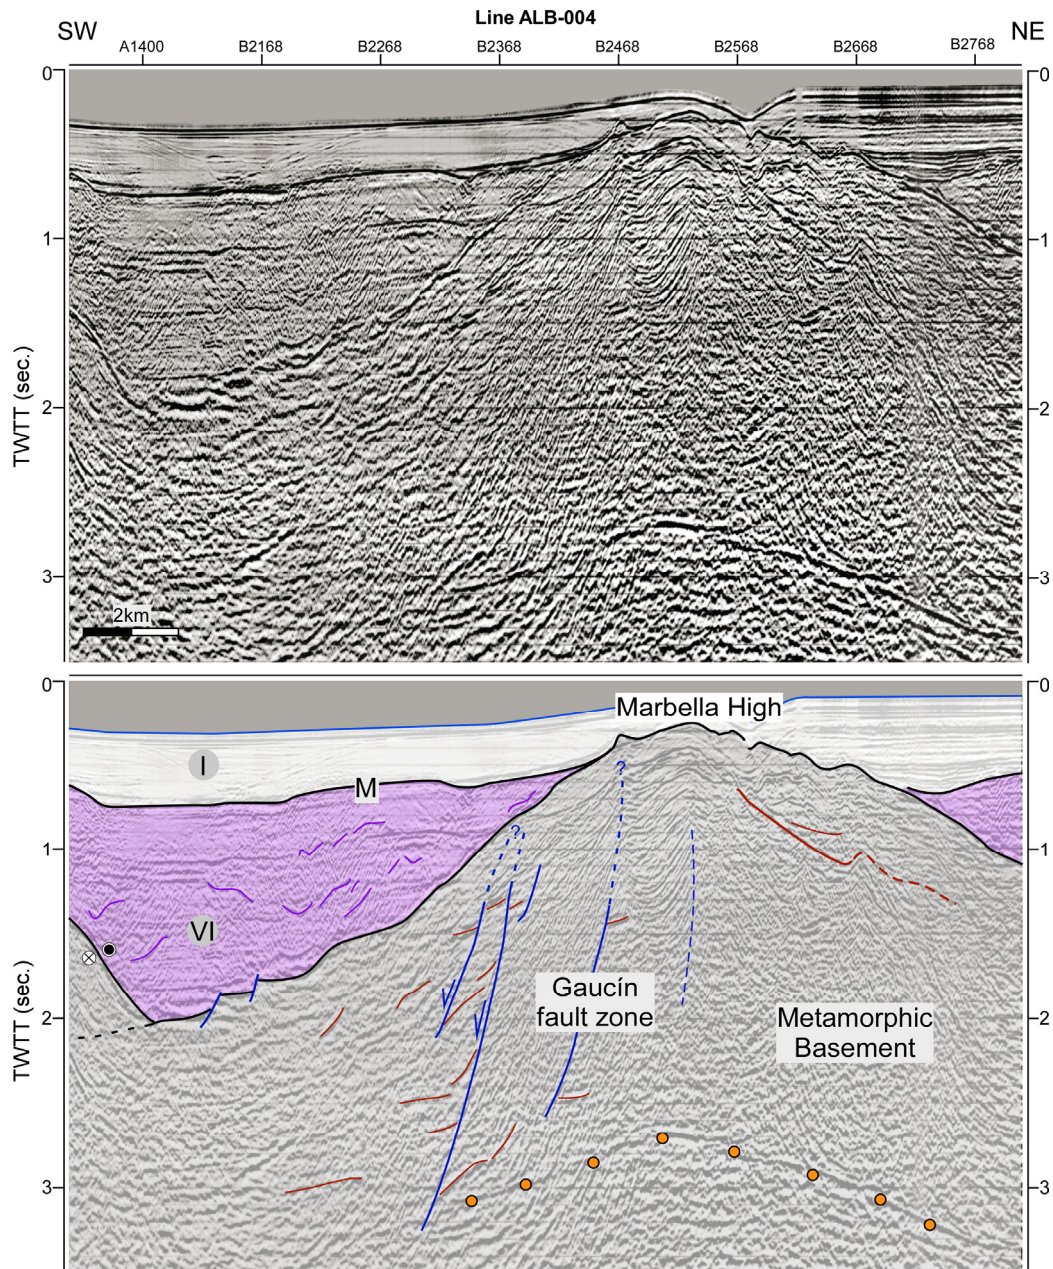 Line ALB-004
SW
NE
A1400 B2168 B2268 B2368 B2468 B2568 B2668 B2768
0 0
1 1
2 2
3 3
TWTT (sec.)
2km
0 0
Marbella High
I
M
?
?
1 1
VI
Gaucín
fault zone
Metamorphic
Basement
2 2
3 3
TWTT (sec.)